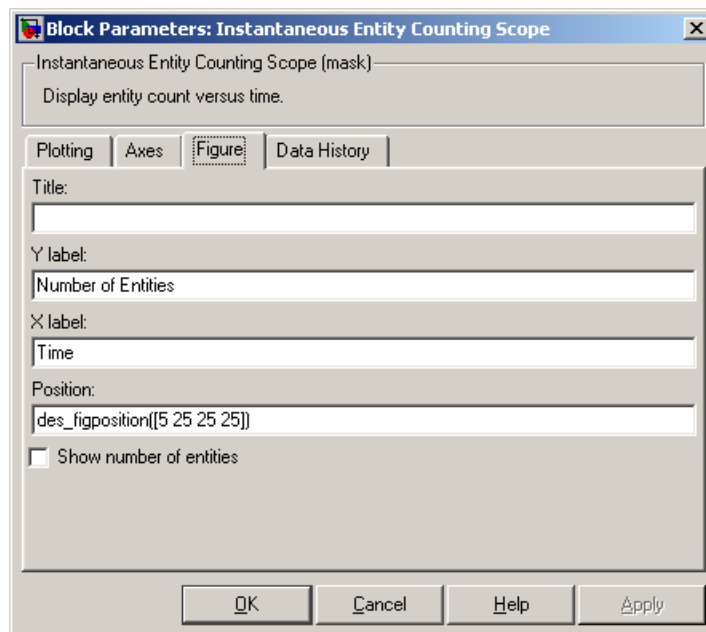 Block Parameters: Instantaneous Entity Counting Scope
Instantaneous Entity Counting Scope (mask)
Display entity count versus time.
Plotting Axes Figure Data History
Title:
Y label:
Number of Entities
X label:
Time
Position:
des_figposition([5 25 25 25])
Show number of entities
OK Cancel Help Apply